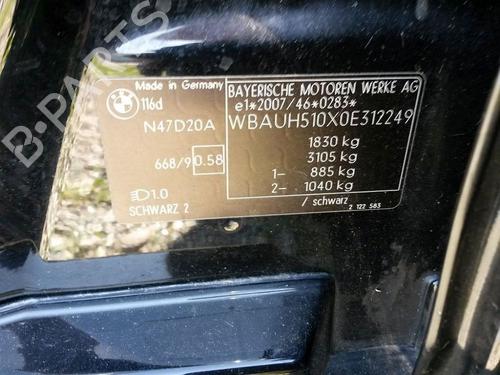 B-PARTS
Made in Germany
116d
N47D20A
668/9 0.58
1.0
SCHWARZ 2
BAYERISCHE MOTOREN WERKE AG
e1*2007/46*0283*
WBAUH510X0E312249
1830 kg
3105 kg
1– 885 kg
2– 1040 kg
/ schwarz
2 122 583